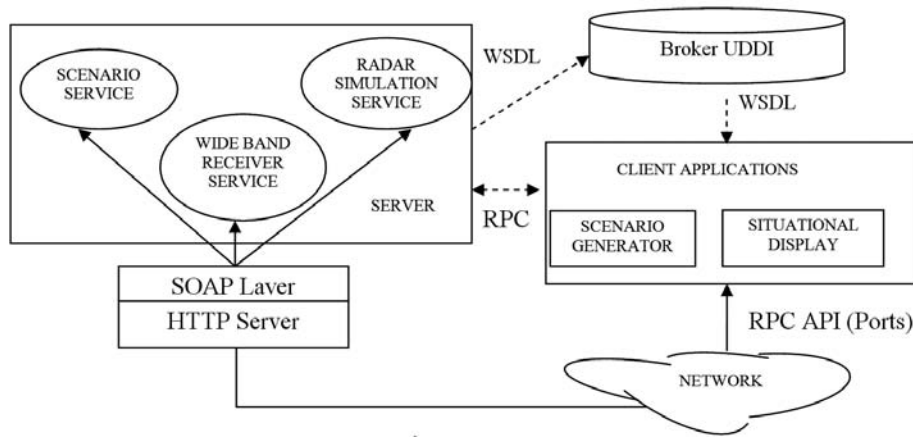 SCENARIO
SERVICE
RADAR
SIMULATION
SERVICE
WIDE BAND
RECEIVER
SERVICE
SERVER
WSDL
Broker UDDI
WSDL
RPC
CLIENT APPLICATIONS
SCENARIO
GENERATOR
SITUATIONAL
DISPLAY
SOAP Laver
HTTP Server
RPC API (Ports)
NETWORK